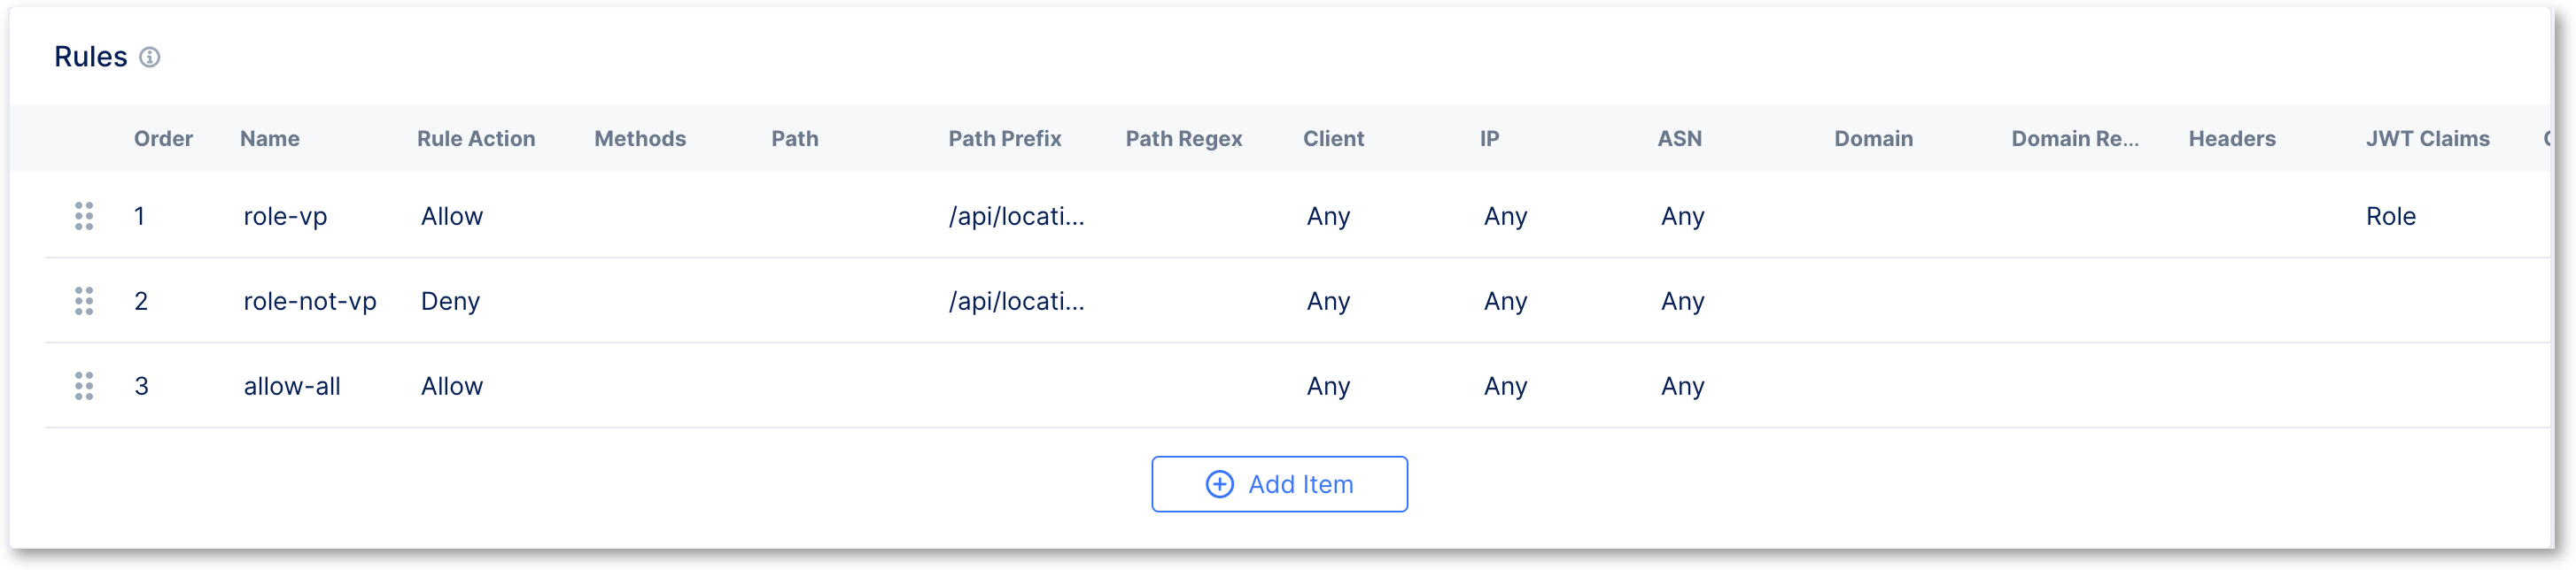 Rules
Order Name Rule Action Methods Path Path Prefix Path Regex Client IP ASN Domain Domain Re... Headers JWT Claims
1 role-vp Allow /api/locati... Any Any Any Role
2 role-not-vp Deny /api/locati... Any Any Any
3 allow-all Allow Any Any Any
Add Item